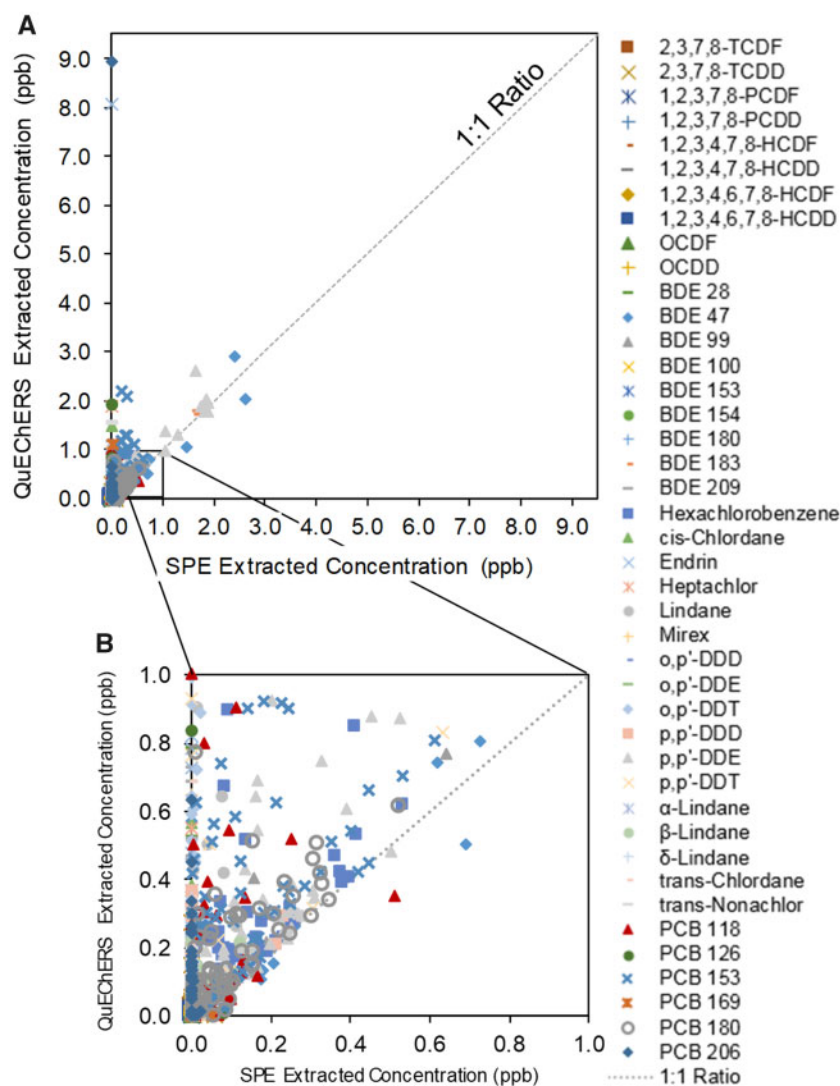 A
QuEChERS Extracted Concentration (ppb)
9.0
8.0
7.0
6.0
5.0
4.0
3.0
2.0
1.0
0.0
1:1 Ratio
0.0 1.0 2.0 3.0 4.0 5.0 6.0 7.0 8.0 9.0
SPE Extracted Concentration (ppb)
B
QuEChERS Extracted Concentration (ppb)
1.0
0.8
0.6
0.4
0.2
0.0
0.0 0.2 0.4 0.6 0.8 1.0
SPE Extracted Concentration (ppb)
2,3,7,8-TCDF
2,3,7,8-TCDD
1,2,3,7,8-PCDF
1,2,3,7,8-PCDD
1,2,3,4,7,8-HCDF
1,2,3,4,7,8-HCDD
1,2,3,4,6,7,8-HCDF
1,2,3,4,6,7,8-HCDD
OCDF
OCDD
BDE 28
BDE 47
BDE 99
BDE 100
BDE 153
BDE 154
BDE 180
BDE 183
BDE 209
Hexachlorobenzene
cis-Chlordane
Endrin
Heptachlor
Lindane
Mirex
o,p'-DDD
o,p'-DDE
o,p'-DDT
p,p'-DDD
p,p'-DDE
p,p'-DDT
α-Lindane
β-Lindane
δ-Lindane
trans-Chlordane
trans-Nonachlor
PCB 118
PCB 126
PCB 153
PCB 169
PCB 180
PCB 206
1:1 Ratio